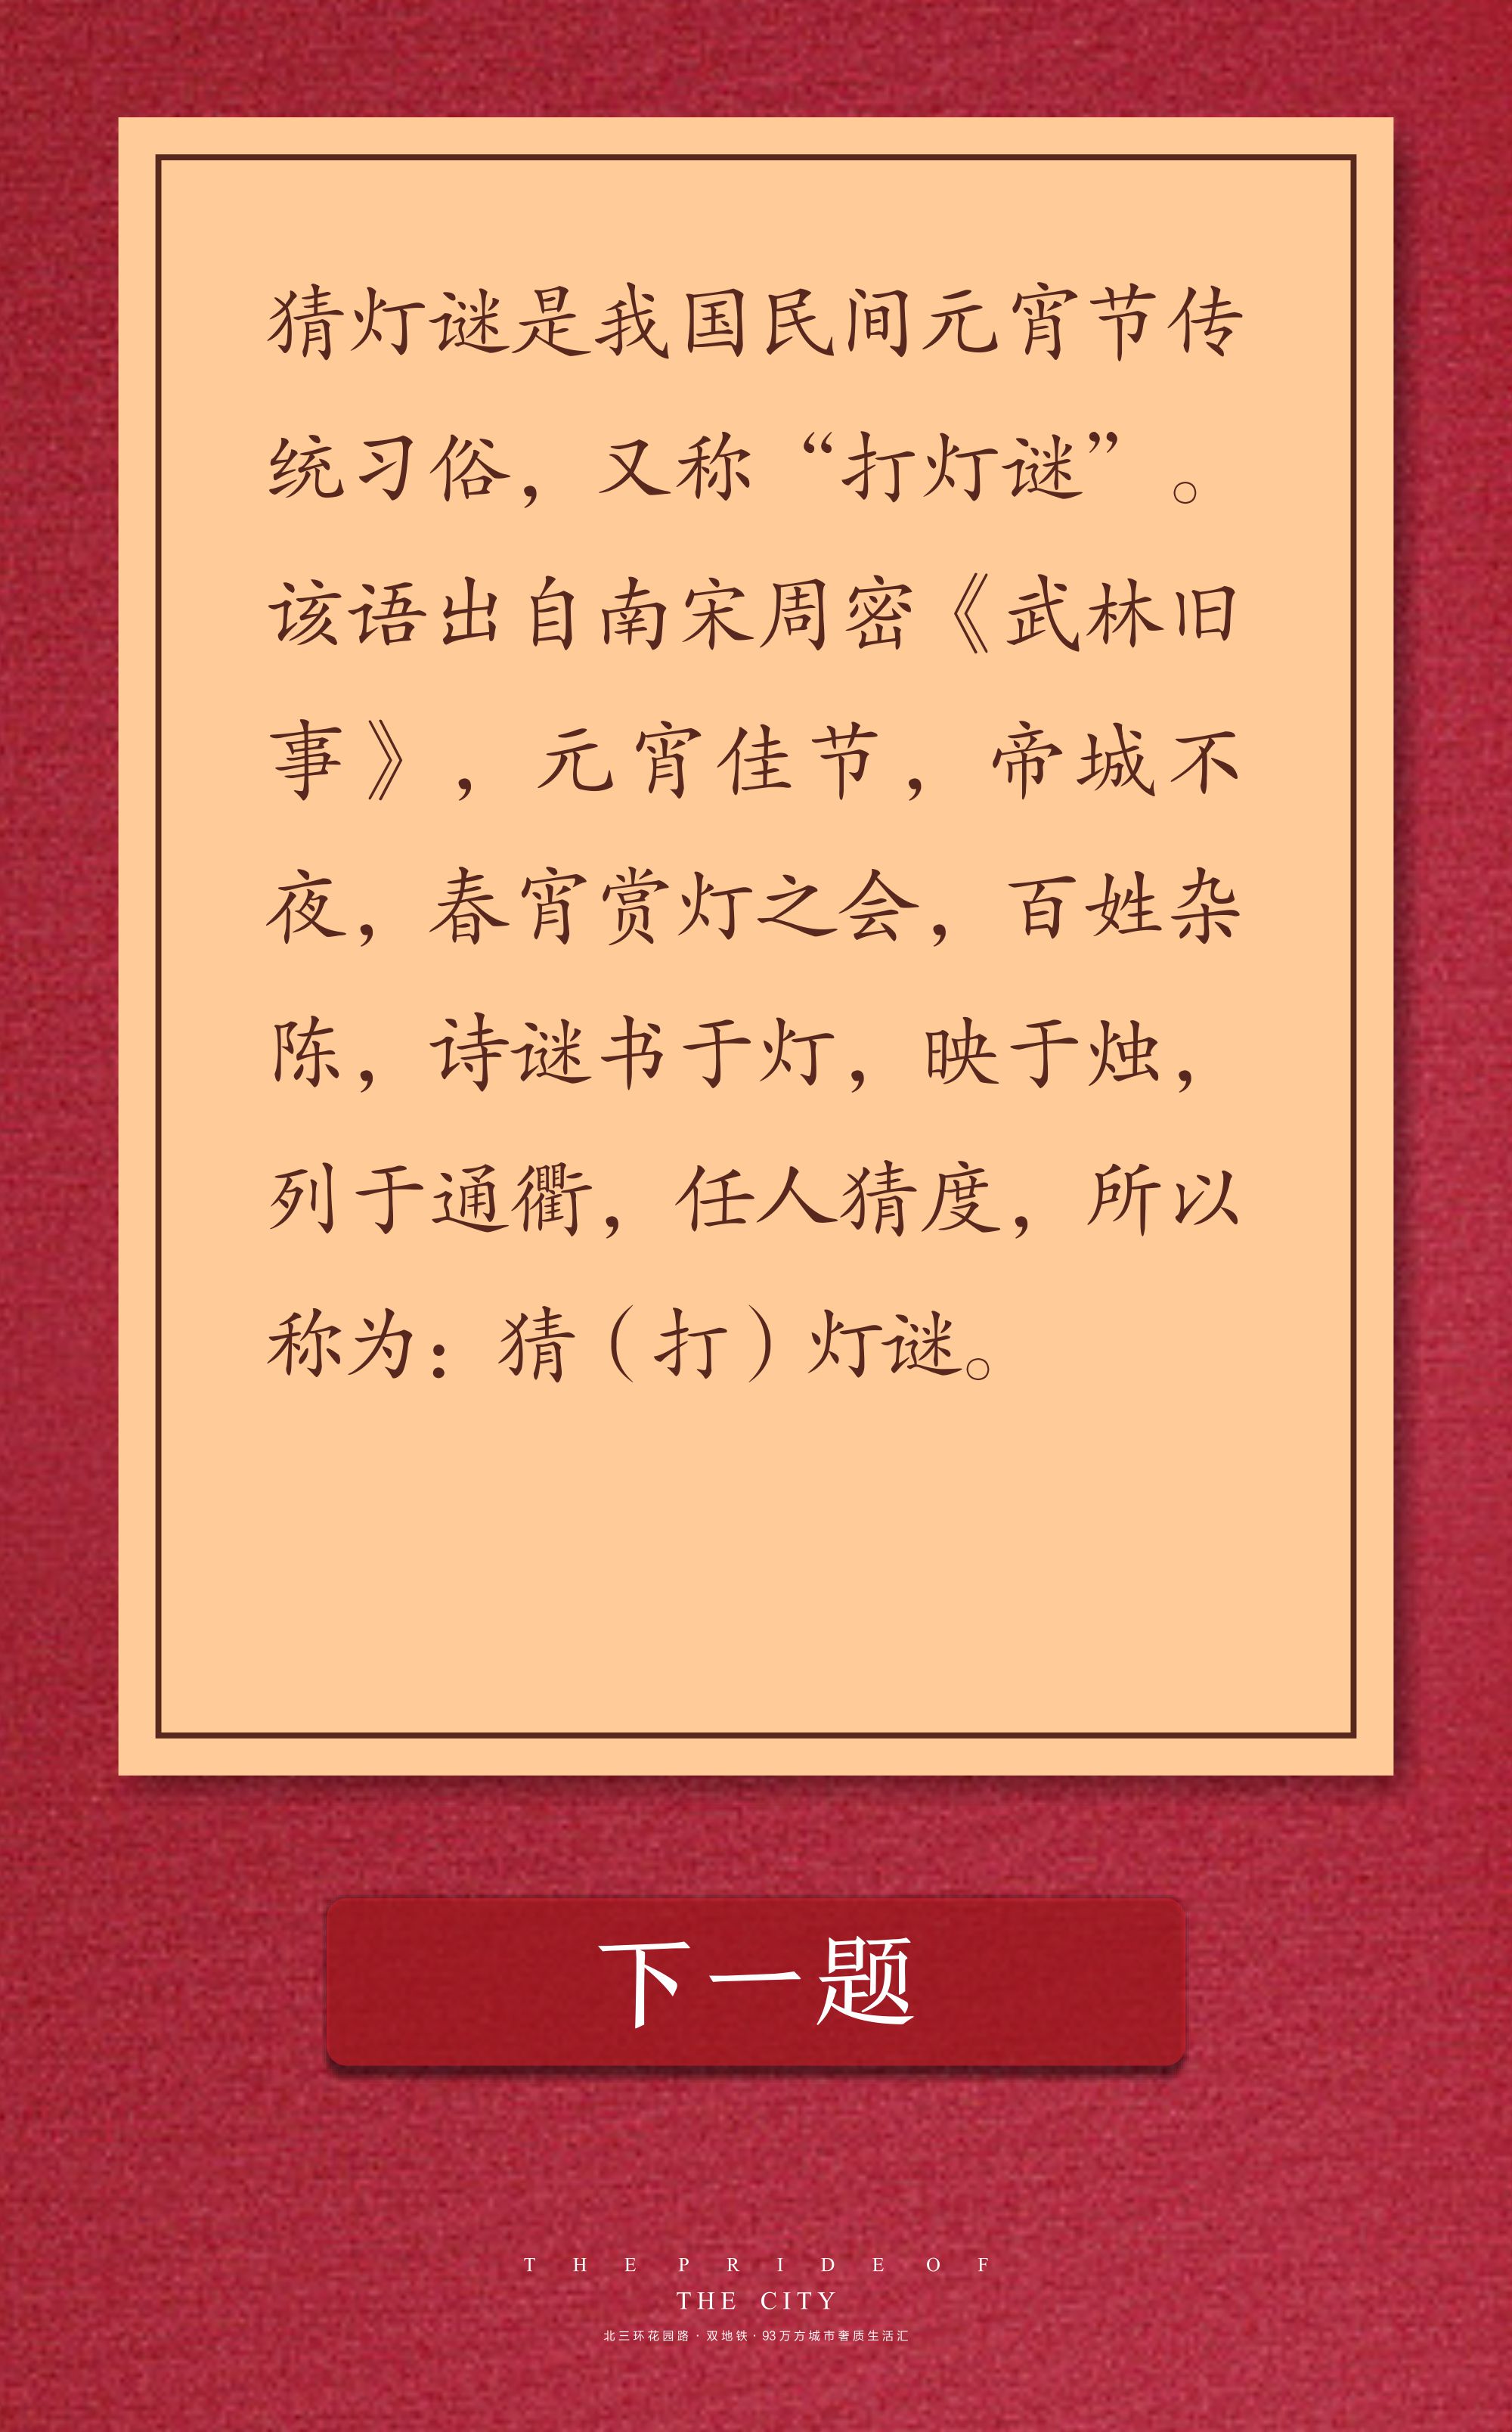 猜灯谜是我国民间元宵节传
统习俗，又称“打灯谜”。
该语出自南宋周密《武林旧
事》，元宵佳节，帝城不
夜，春宵赏灯之会，百姓杂
陈，诗谜书于灯，映于烛，
列于通衢，任人猜度，所以
称为：猜（打）灯谜。
下一题
THE PRIDE OF
THE CITY
北三环花园路·双地铁·93万方城市奢质生活汇